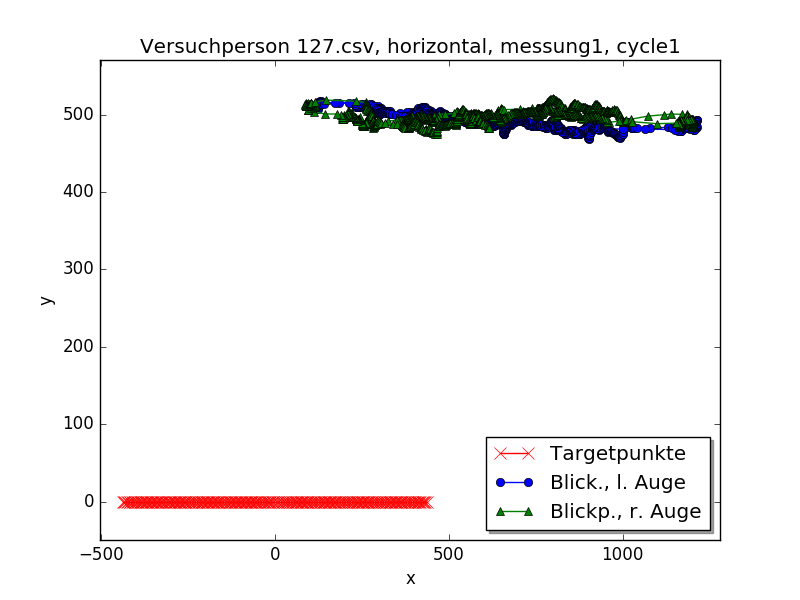 Versuchperson 127.csv, horizontal, messung1, cycle1
y
500
400
300
200
100
0
−500
0
500
1000
x
Targetpunkte
Blick., l. Auge
Blickp., r. Auge